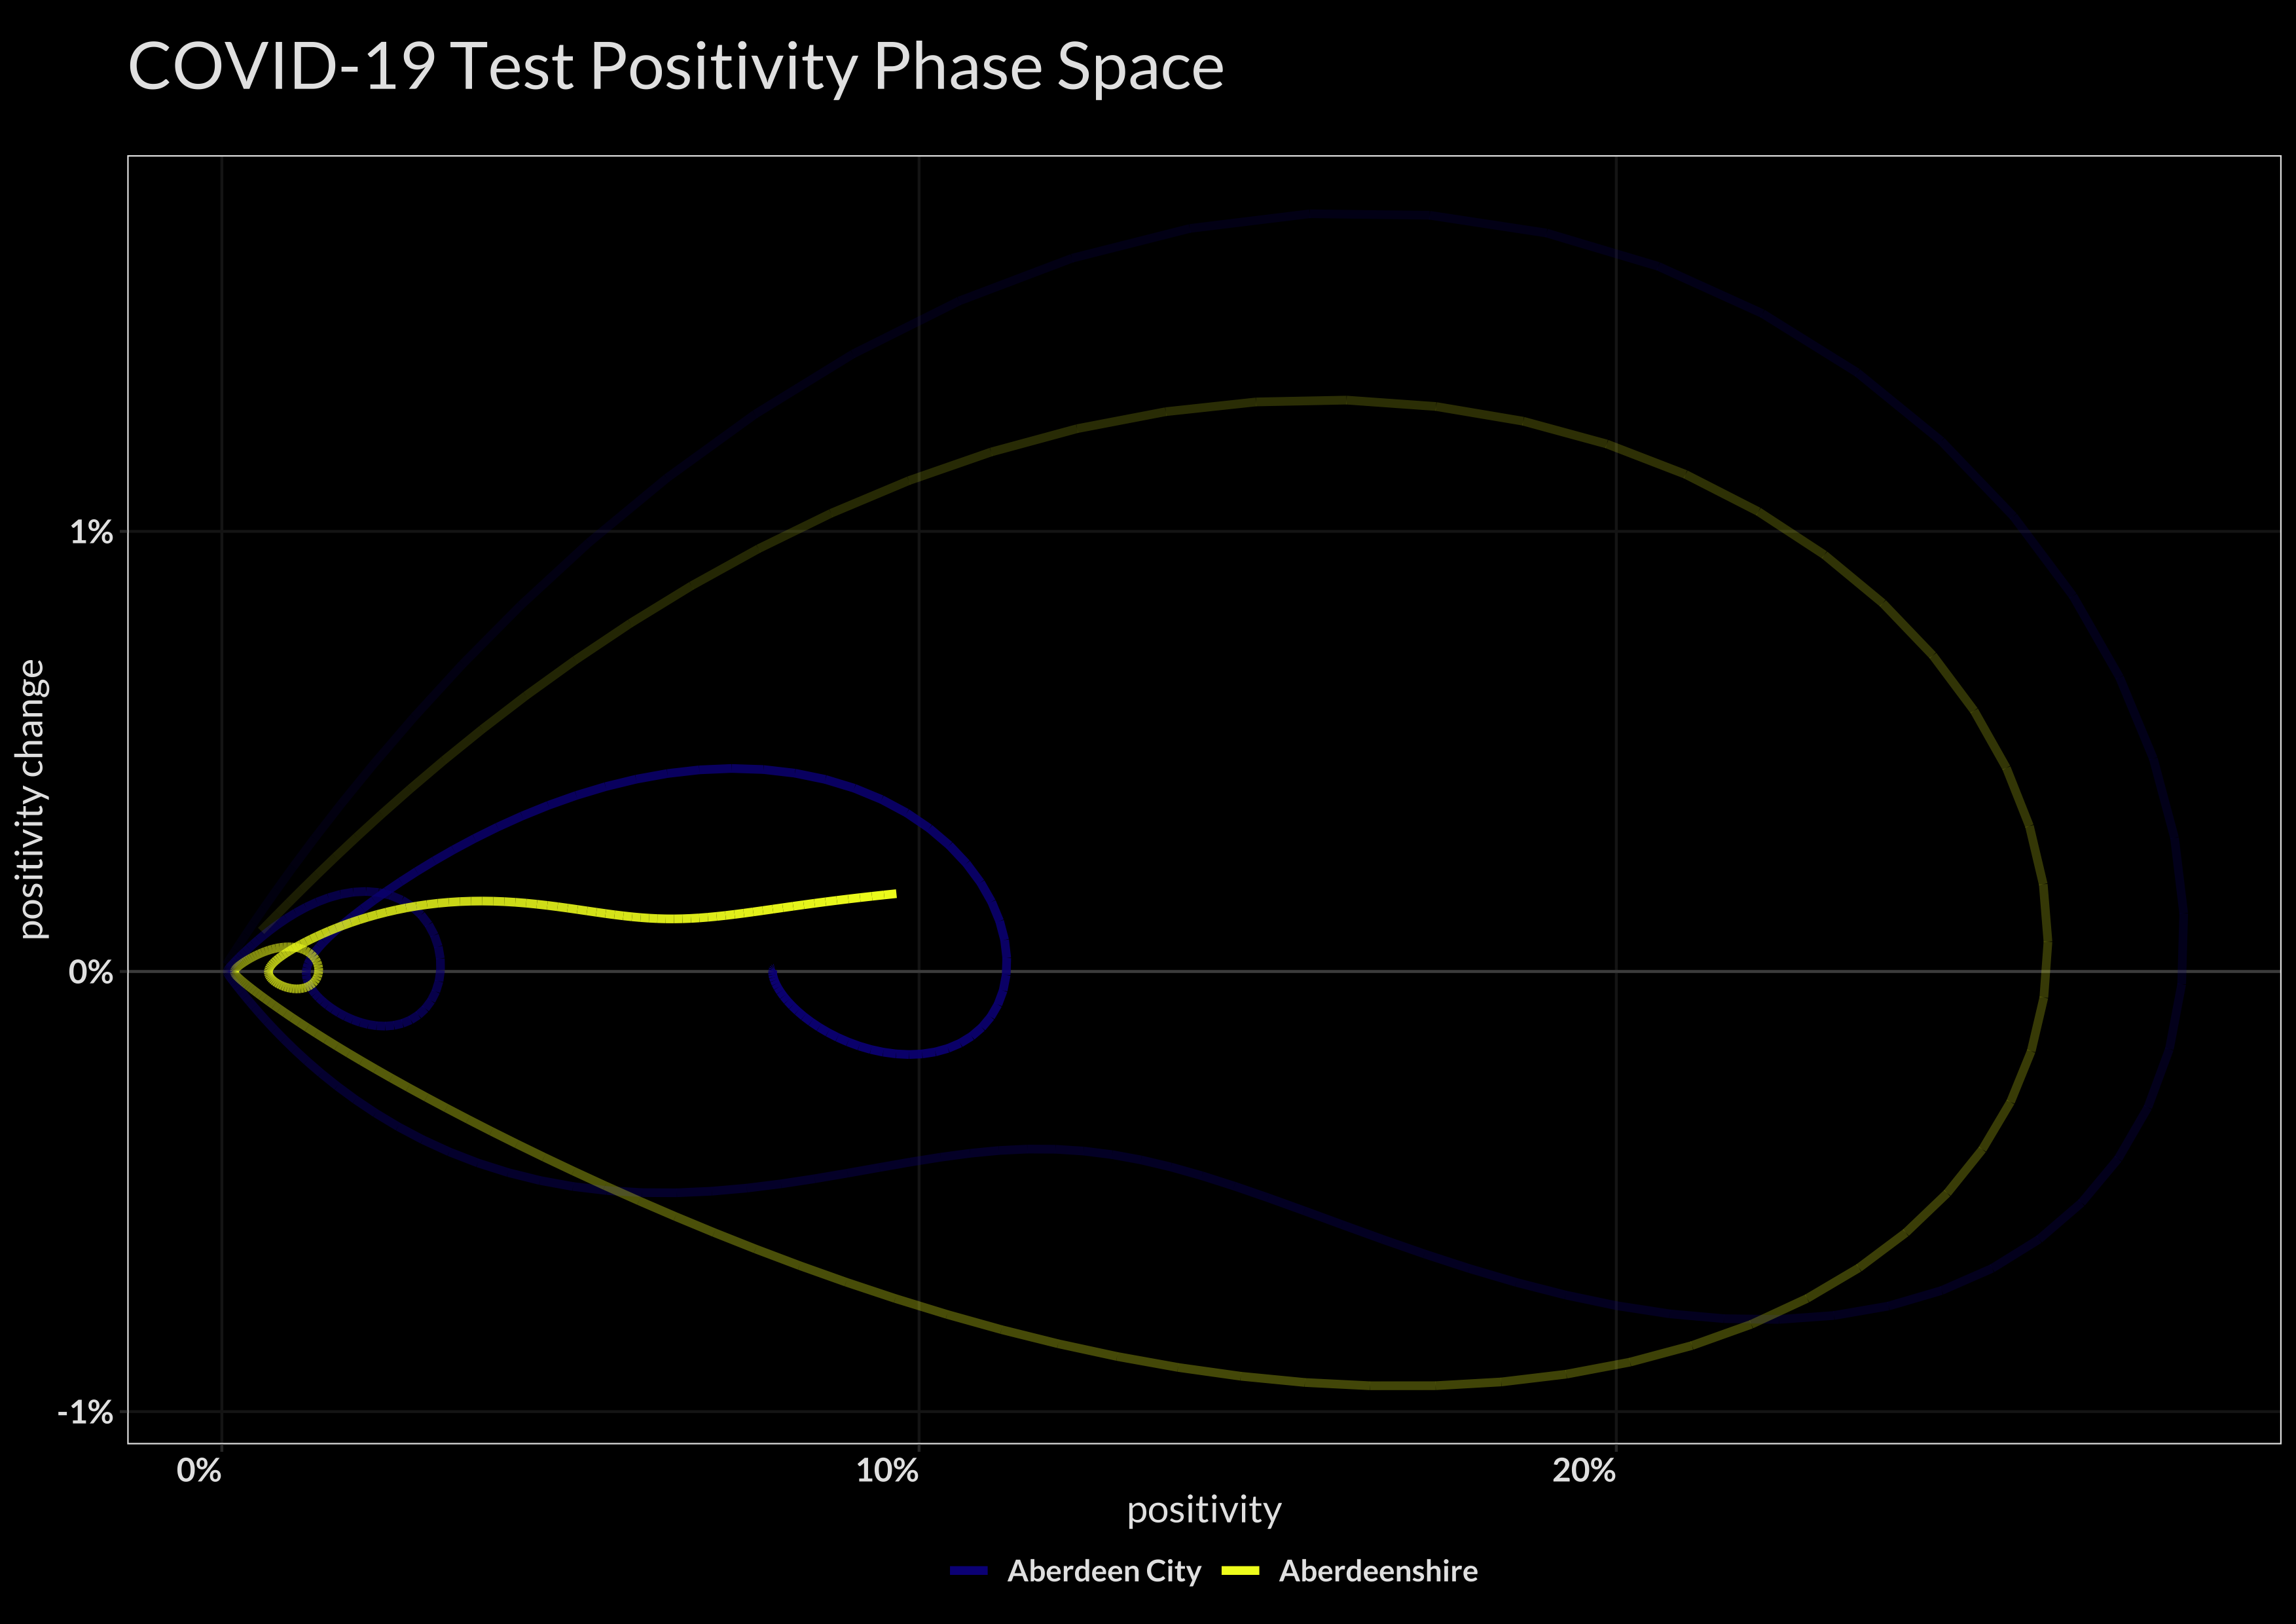 COVID-19 Test Positivity Phase Space
positivity change
1%
0%
-1%
0% 10% 20%
positivity
Aberdeen City Aberdeenshire